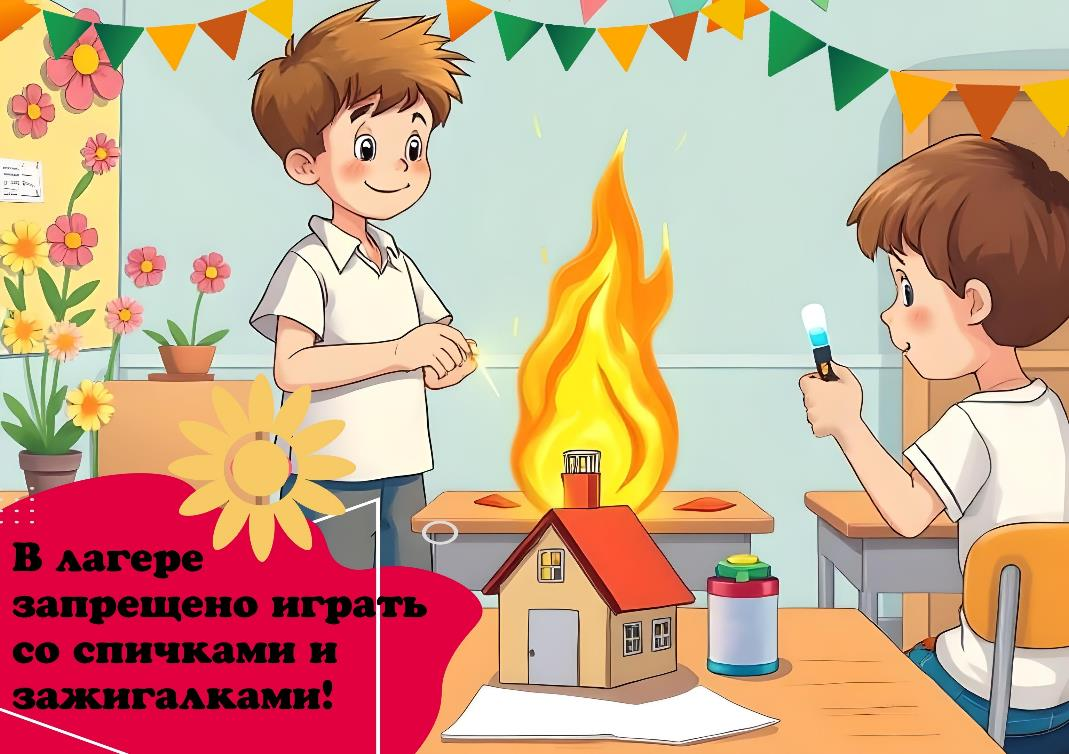 В лагере
запрещено играть
со спичками и
зажигалками!